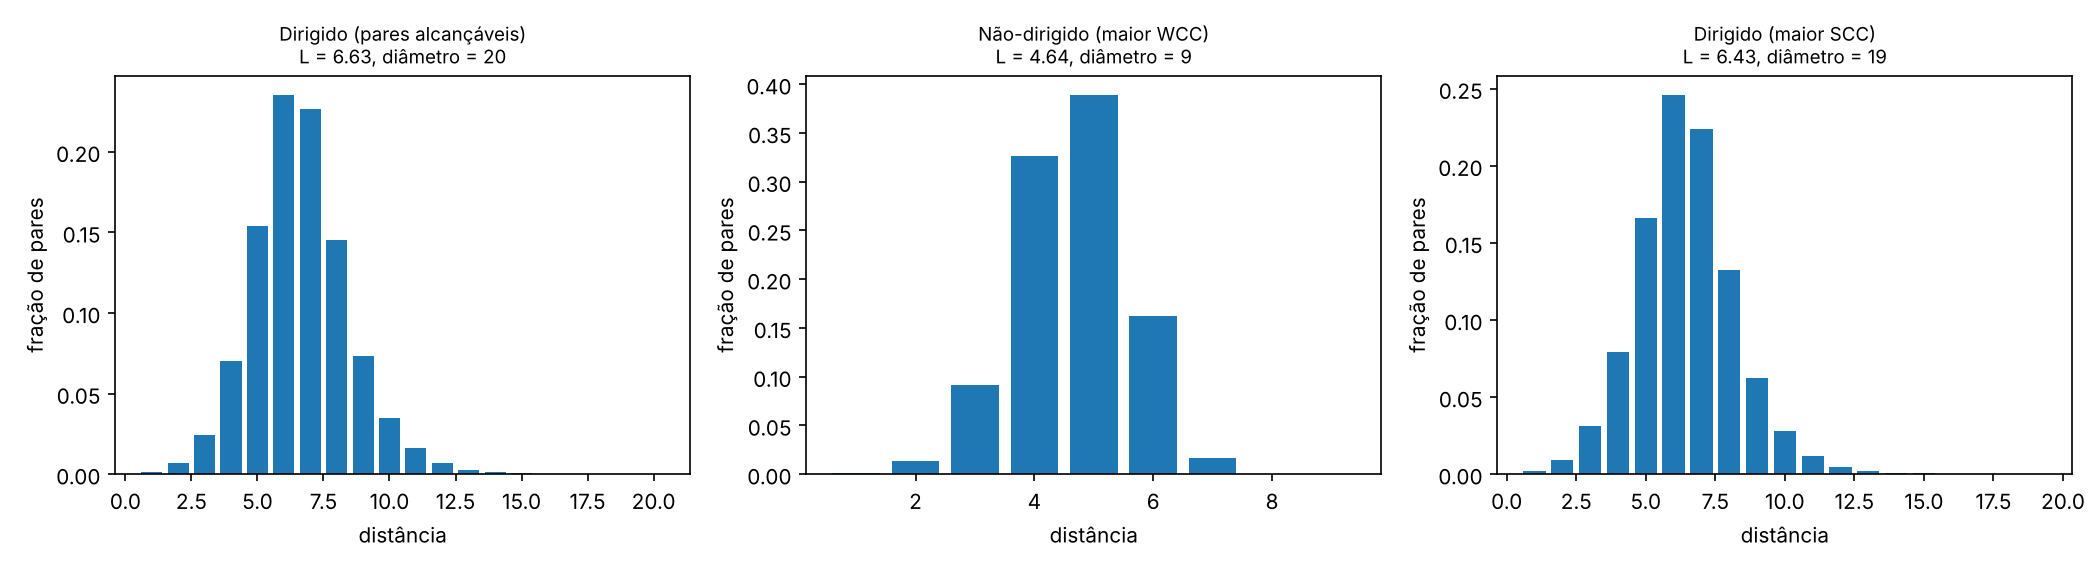 Dirigido (pares alcançáveis)
L = 6.63, diâmetro = 20
fração de pares
0.20
0.15
0.10
0.05
0.00
0.0 2.5 5.0 7.5 10.0 12.5 15.0 17.5 20.0
distância
Não-dirigido (maior WCC)
L = 4.64, diâmetro = 9
fração de pares
0.40
0.35
0.30
0.25
0.20
0.15
0.10
0.05
0.00
2 4 6 8
distância
Dirigido (maior SCC)
L = 6.43, diâmetro = 19
fração de pares
0.25
0.20
0.15
0.10
0.05
0.00
0.0 2.5 5.0 7.5 10.0 12.5 15.0 17.5 20.0
distância